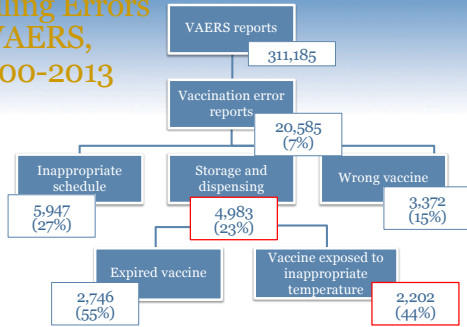 ling Errors
VAERS,
00-2013
VAERS reports
311,185
Vaccination error
reports
20,585
(7%)
Inappropriate
schedule
5,947
(27%)
Storage and
dispensing
4,983
(23%)
Wrong vaccine
3,372
(15%)
Expired vaccine
2,746
(55%)
Vaccine exposed to
inappropriate
temperature
2,202
(44%)